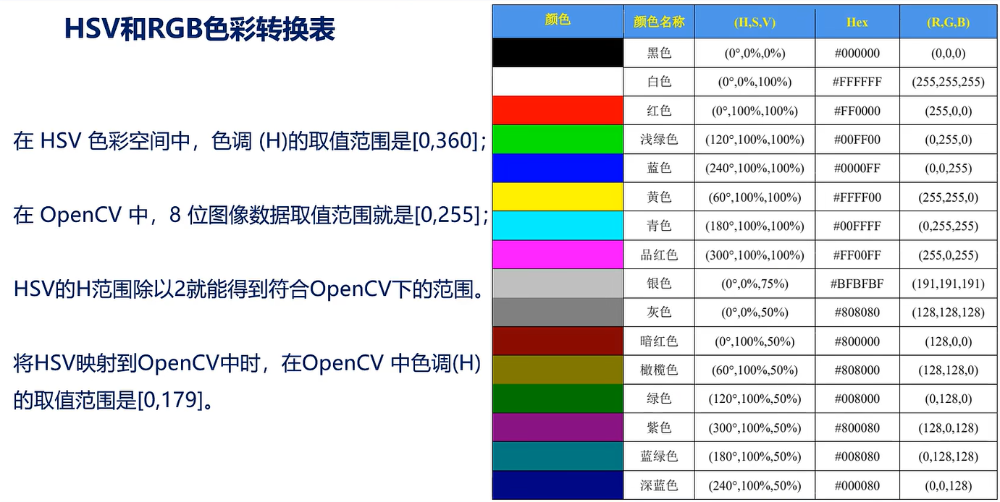 HSV和RGB色彩转换表
在 HSV 色彩空间中，色调 (H)的取值范围是[0,360]；
在 OpenCV 中，8 位图像数据取值范围就是[0,255]；
HSV的H范围除以2就能得到符合OpenCV下的范围。
将HSV映射到OpenCV中时，在OpenCV 中色调(H)
的取值范围是[0,179]。
颜色 颜色名称 (H,S,V) Hex (R,G,B)
黑色 (0°,0%,0%) #000000 (0,0,0)
白色 (0°,0%,100%) #FFFFFF (255,255,255)
红色 (0°,100%,100%) #FF0000 (255,0,0)
浅绿色 (120°,100%,100%) #00FF00 (0,255,0)
蓝色 (240°,100%,100%) #0000FF (0,0,255)
黄色 (60°,100%,100%) #FFFF00 (255,255,0)
青色 (180°,100%,100%) #00FFFF (0,255,255)
品红色 (300°,100%,100%) #FF00FF (255,0,255)
银色 (0°,0%,75%) #BFBFBF (191,191,191)
灰色 (0°,0%,50%) #808080 (128,128,128)
暗红色 (0°,100%,50%) #800000 (128,0,0)
橄榄色 (60°,100%,50%) #808000 (128,128,0)
绿色 (120°,100%,50%) #008000 (0,128,0)
紫色 (300°,100%,50%) #800080 (128,0,128)
蓝绿色 (180°,100%,50%) #008080 (0,128,128)
深蓝色 (240°,100%,50%) #000080 (0,0,128)